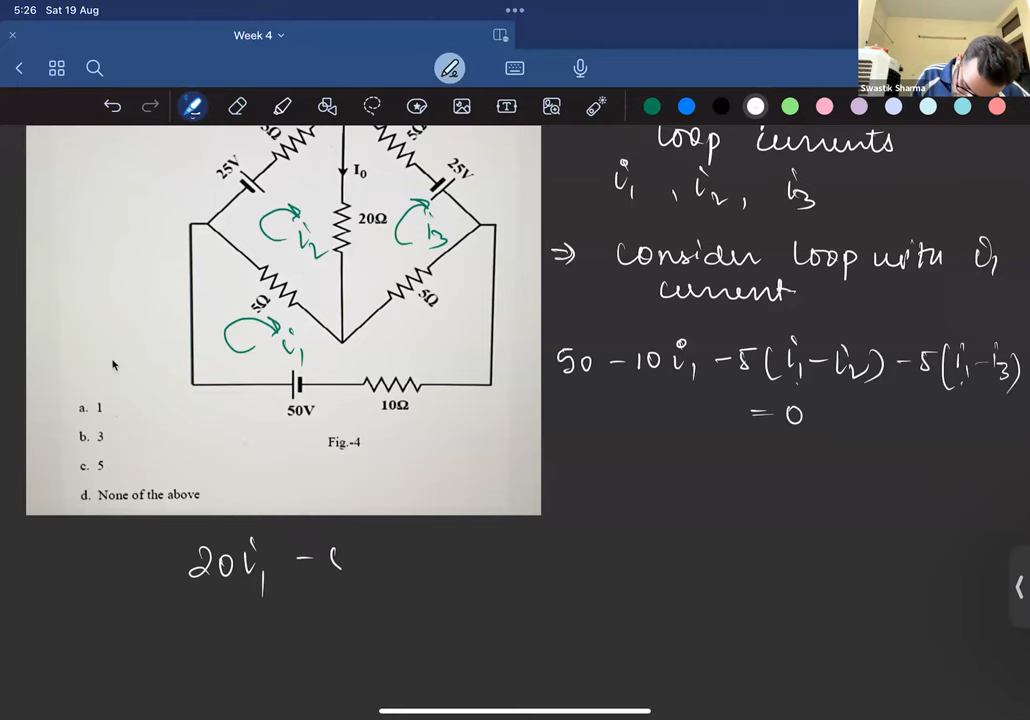 5:26 Sat 19 Aug
Week 4
Swastik Sharma
5Ω
5Ω
25V
25V
I0
20Ω
i2
i3
5Ω
5Ω
i1
50V
10Ω
Fig.-4
a. 1
b. 3
c. 5
d. None of the above
loop currents
i1 , i2 , i3
⇒ Consider loop with i1
current
50 - 10i1 - 5(i1 - i2) - 5(i1 - i3)
= 0
20i1 - (